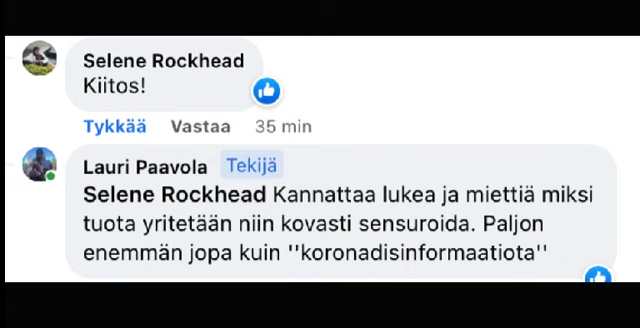 Selene Rockhead
Kiitos!
Tykkää Vastaa 35 min
Lauri Paavola Tekijä
Selene Rockhead Kannattaa lukea ja miettiä miksi
tuota yritetään niin kovasti sensuroida. Paljon
enemmän jopa kuin ''koronadisinformaatiota''